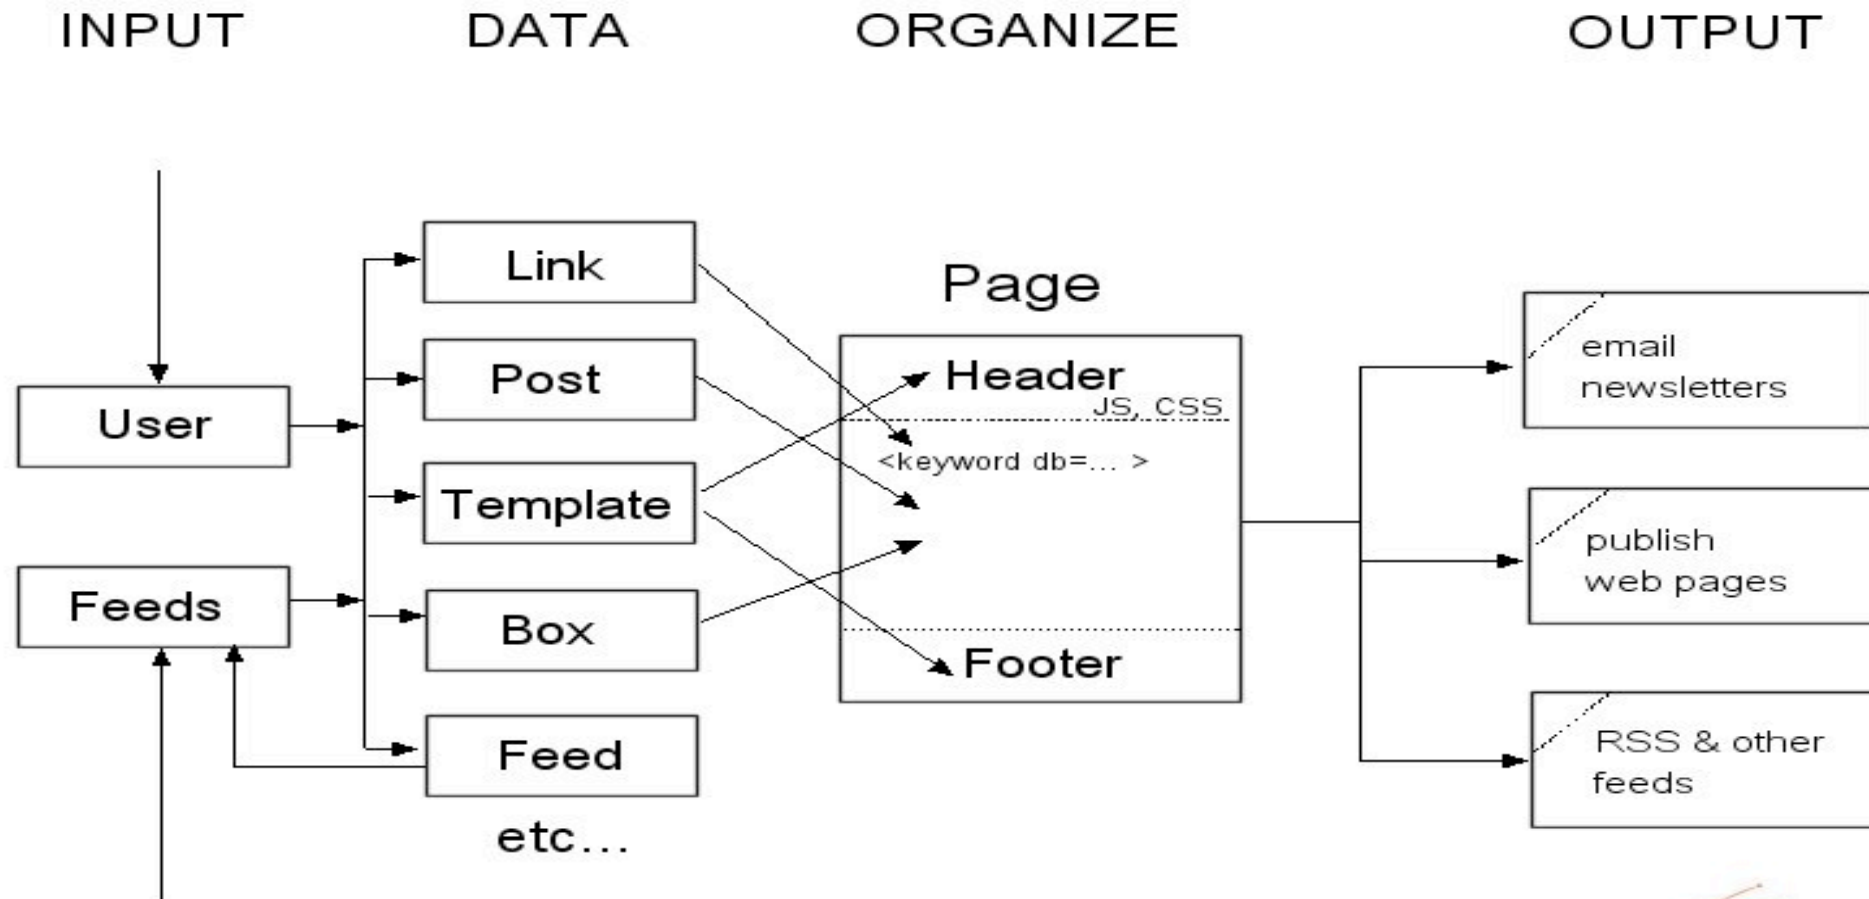 INPUT
DATA
ORGANIZE
OUTPUT
User
Feeds
Link
Post
Template
Box
Feed
etc...
Page
Header
JS, CSS
<keyword db=... >
Footer
email
newsletters
publish
web pages
RSS & other
feeds